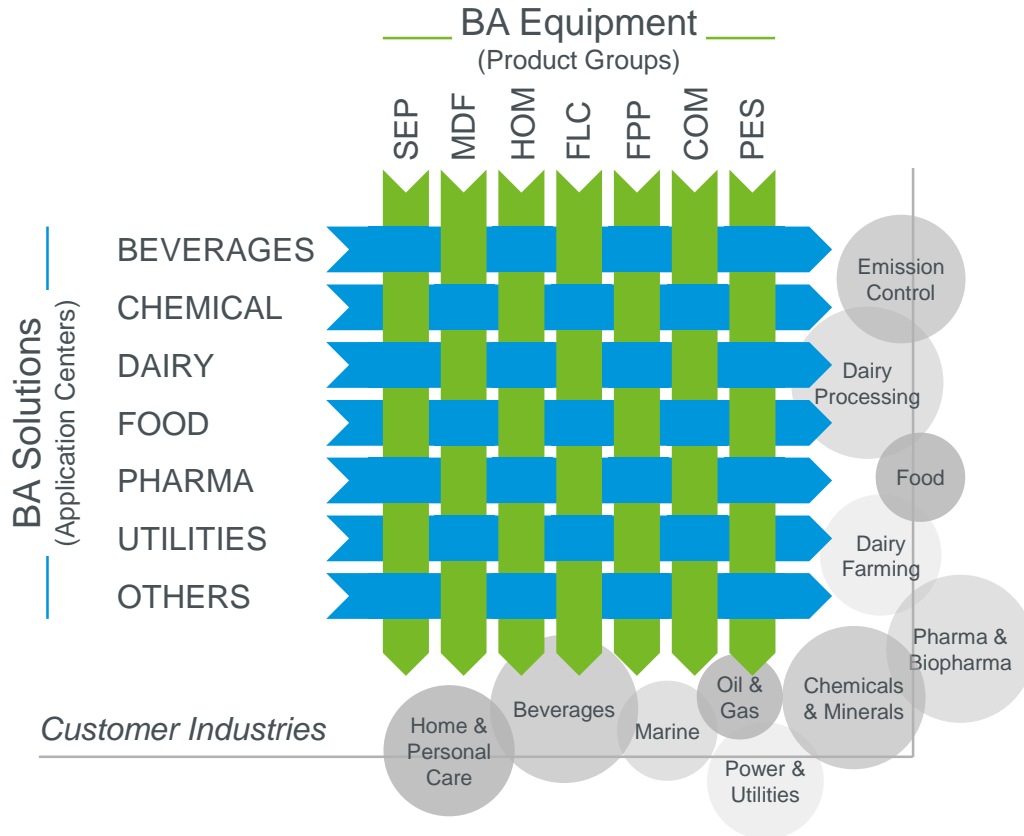 BA Equipment
(Product Groups)
SEP
MDF
HOM
FLC
FPP
COM
PES
BA Solutions
(Application Centers)
BEVERAGES
CHEMICAL
DAIRY
FOOD
PHARMA
UTILITIES
OTHERS
Emission
Control
Dairy
Processing
Food
Dairy
Farming
Pharma &
Biopharma
Chemicals
& Minerals
Oil &
Gas
Power &
Utilities
Marine
Beverages
Home &
Personal
Care
Customer Industries